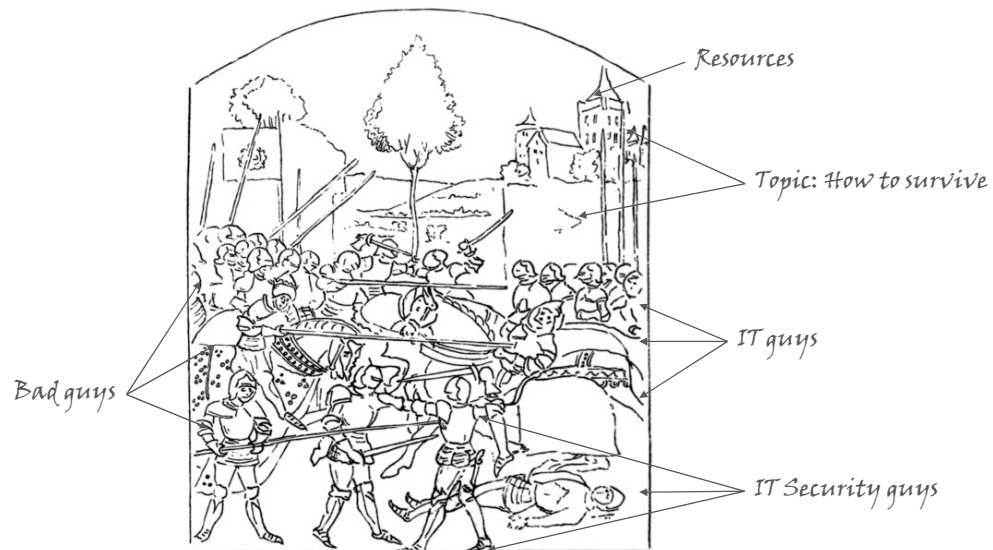 Resources
Topic: How to survive
IT guys
Bad guys
IT Security guys